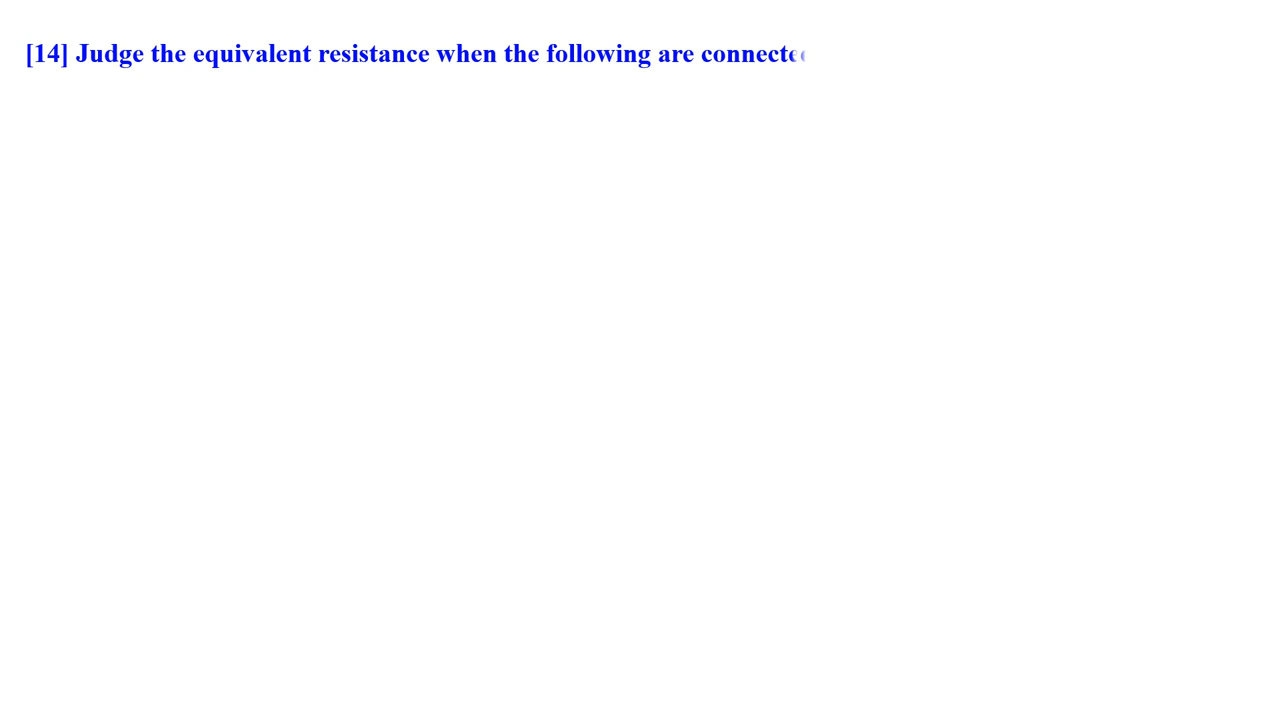 [14] Judge the equivalent resistance when the following are